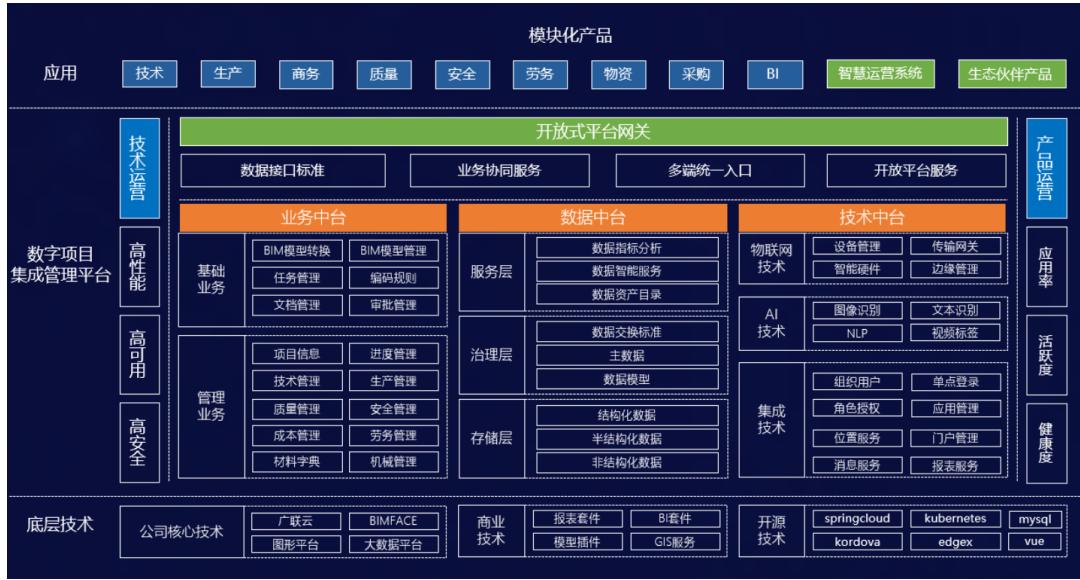 模块化产品
应用
技术
生产
商务
质量
安全
劳务
物资
采购
BI
智慧运营系统
生态伙伴产品
数字项目
集成管理平台
技术运营
高性能
高可用
高安全
开放式平台网关
数据接口标准
业务协同服务
多端统一入口
开放平台服务
业务中台
基础
业务
BIM模型转换
BIM模型管理
任务管理
编码规则
文档管理
审批管理
管理
业务
项目信息
进度管理
技术管理
生产管理
质量管理
安全管理
成本管理
劳务管理
材料字典
机械管理
数据中台
服务层
数据指标分析
数据智能服务
数据资产目录
治理层
数据交换标准
主数据
数据模型
存储层
结构化数据
半结构化数据
非结构化数据
技术中台
物联网
技术
设备管理
传输网关
智能硬件
边缘管理
AI
技术
图像识别
文本识别
NLP
视频标签
集成
技术
组织用户
单点登录
角色授权
应用管理
位置服务
门户管理
消息服务
报表服务
产品运营
应用率
活跃度
健康度
底层技术
公司核心技术
广联云
BIMFACE
图形平台
大数据平台
商业
技术
报表套件
BI套件
模型插件
GIS服务
开源
技术
springcloud
kubernetes
mysql
kordova
edgex
vue